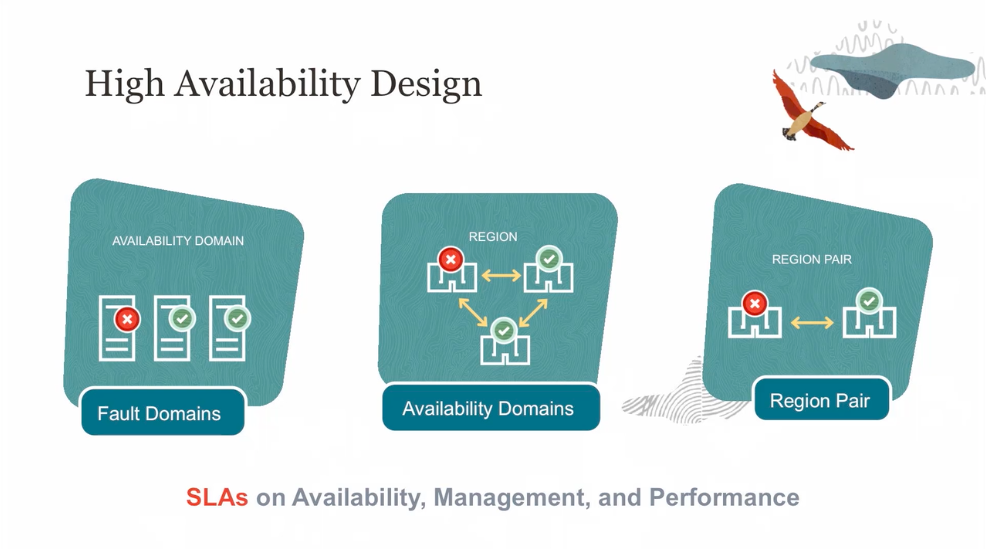 High Availability Design
AVAILABILITY DOMAIN
Fault Domains
REGION
Availability Domains
REGION PAIR
Region Pair
SLAs on Availability, Management, and Performance